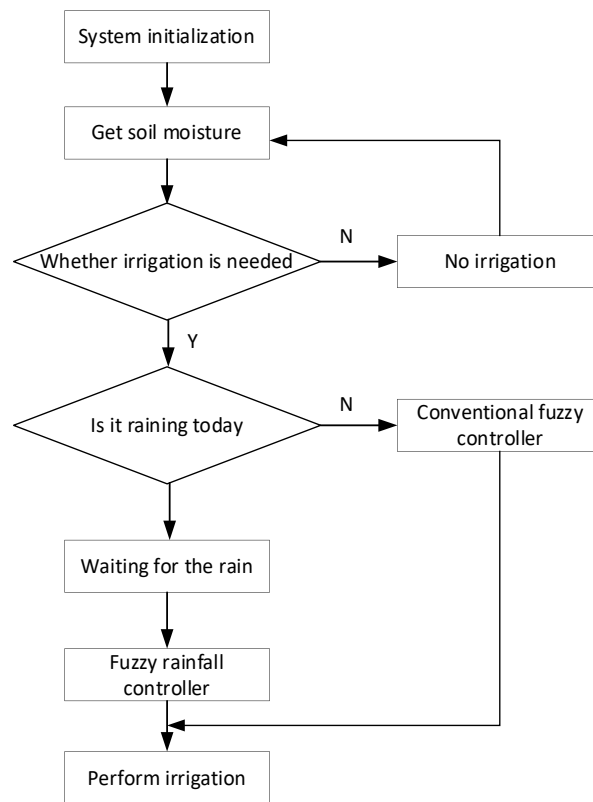 System initialization
Get soil moisture
Whether irrigation is needed
N
No irrigation
Y
Is it raining today
N
Conventional fuzzy
controller
Waiting for the rain
Fuzzy rainfall
controller
Perform irrigation